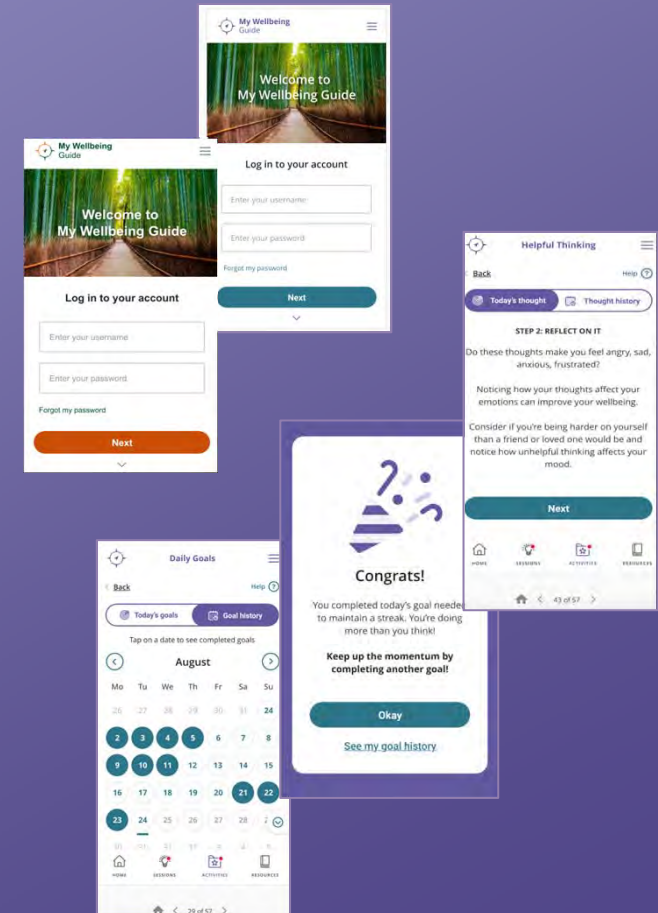 My Wellbeing
Guide
Welcome to
My Wellbeing Guide
Log in to your account
Enter your username
Enter your password
Forgot my password
Next
My Wellbeing
Guide
Welcome to
My Wellbeing Guide
Log in to your account
Enter your username
Enter your password
Forgot my password
Next
Helpful Thinking
Back
Help ?
Today's thought
Thought history
STEP 2: REFLECT ON IT
Do these thoughts make you feel angry, sad,
anxious, frustrated?
Noticing how your thoughts affect your
emotions can improve your wellbeing.
Consider if you're being harder on yourself
than a friend or loved one would be and
notice how unhelpful thinking affects your
mood.
Next
HOME SESSIONS ACTIVITIES RESOURCES
43 of 57
Congrats!
You completed today's goal needed
to maintain a streak. You're doing
more than you think!
Keep up the momentum by
completing another goal!
Okay
See my goal history
Daily Goals
Back
Help ?
Today's goals
Goal history
Tap on a date to see completed goals
August
Mo Tu We Th Fr Sa Su
26 27 28 29 30 31 24
2 3 4 5 6 7 8
9 10 11 12 13 14 15
16 17 18 19 20 21 22
23 24 25 26 27 28
HOME SESSIONS ACTIVITIES RESOURCES
29 of 57